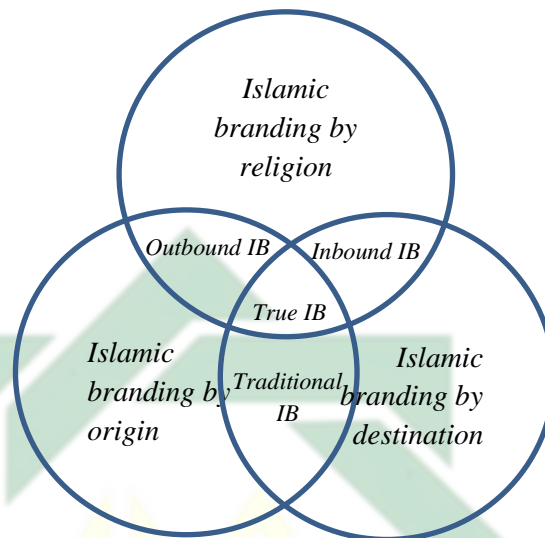 Islamic
branding by
religion
Outbound IB
Inbound IB
True IB
Islamic
branding by
origin
Traditional
IB
Islamic
branding by
destination